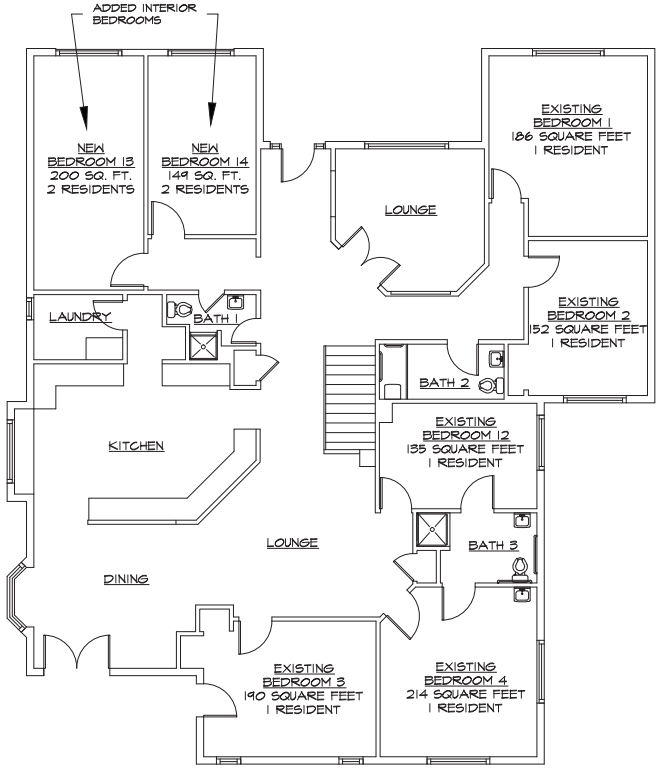 ADDED INTERIOR
BEDROOMS
NEW
BEDROOM 13
200 SQ. FT.
2 RESIDENTS
NEW
BEDROOM 14
149 SQ. FT.
2 RESIDENTS
EXISTING
BEDROOM 1
186 SQUARE FEET
1 RESIDENT
LOUNGE
LAUNDRY
BATH 1
EXISTING
BEDROOM 2
152 SQUARE FEET
1 RESIDENT
BATH 2
KITCHEN
EXISTING
BEDROOM 12
135 SQUARE FEET
1 RESIDENT
LOUNGE
BATH 3
DINING
EXISTING
BEDROOM 3
190 SQUARE FEET
1 RESIDENT
EXISTING
BEDROOM 4
214 SQUARE FEET
1 RESIDENT